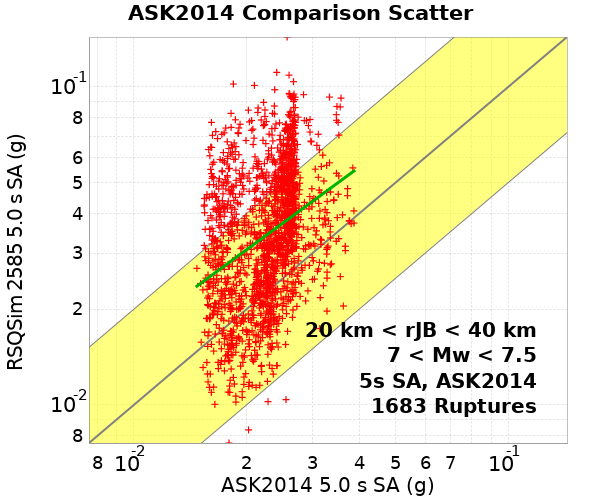 ASK2014 Comparison Scatter
RSQSim 2585 5.0 s SA (g)
10-1
8
6
5
4
3
2
10-2
8
20 km < rJB < 40 km
7 < Mw < 7.5
5s SA, ASK2014
1683 Ruptures
8 10-2 2 3 4 5 6 7 10-1
ASK2014 5.0 s SA (g)